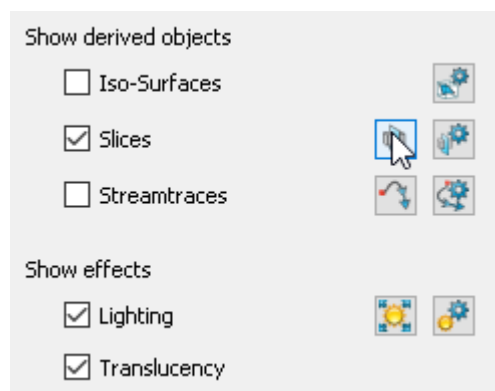 Show derived objects
Iso-Surfaces
Slices
Streamtraces
Show effects
Lighting
Translucency